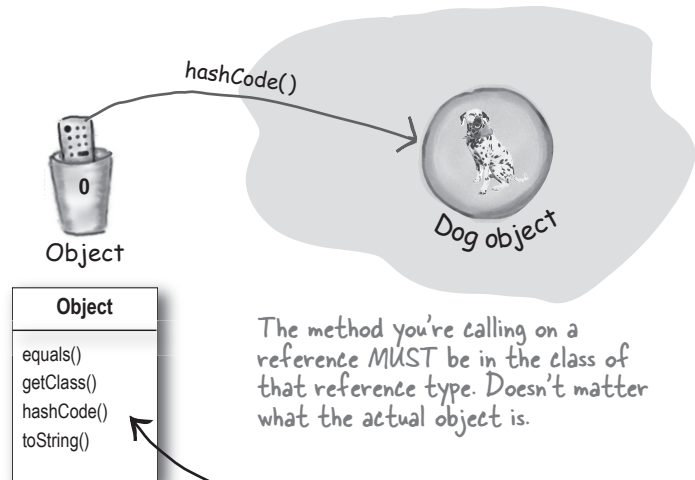 hashCode()
o
Object
Dog object
Object
equals()
getClass()
hashCode()
toString()
The method you're calling on a
reference MUST be in the class of
that reference type. Doesn't matter
what the actual object is.